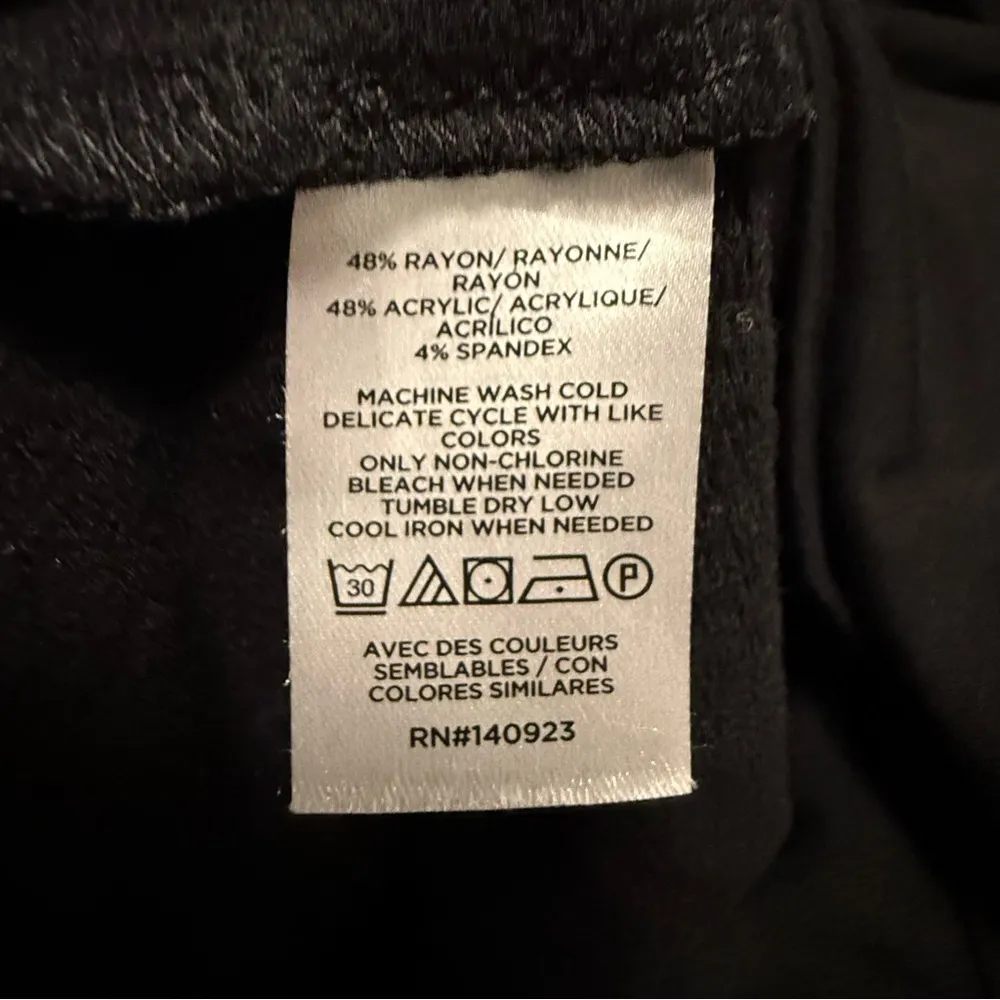 48% RAYON/ RAYONNE/
RAYÓN
48% ACRYLIC/ ACRYLIQUE/
ACRÍLICO
4% SPANDEX
MACHINE WASH COLD
DELICATE CYCLE WITH LIKE
COLORS
ONLY NON-CHLORINE
BLEACH WHEN NEEDED
TUMBLE DRY LOW
COOL IRON WHEN NEEDED
30 P
AVEC DES COULEURS
SEMBLABLES / CON
COLORES SIMILARES
RN#140923